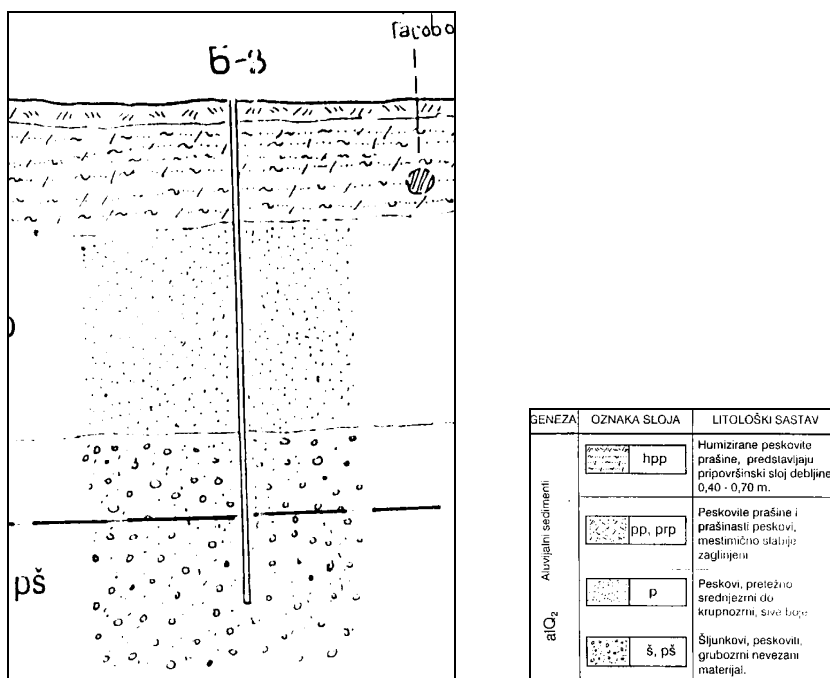 Б-3
pš
GENEZA
OZNAKA SLOJA
LITOLOŠKI SASTAV
Aluvijalni sedimenti
alQ2
hpp
Humizirane peskovite
prašine, predstavljaju
pripovršinski sloj debljine
0,40 - 0,70 m.
pp, prp
Peskovite prašine i
prašinasti peskovi,
mestimično slabije
zaglinjeni
p
Peskovi, pretežno
srednjezrni do
krupnozrni, sive boje
š, pš
Šljunkovi, peskoviti,
grubozrni nevezani
materijal.